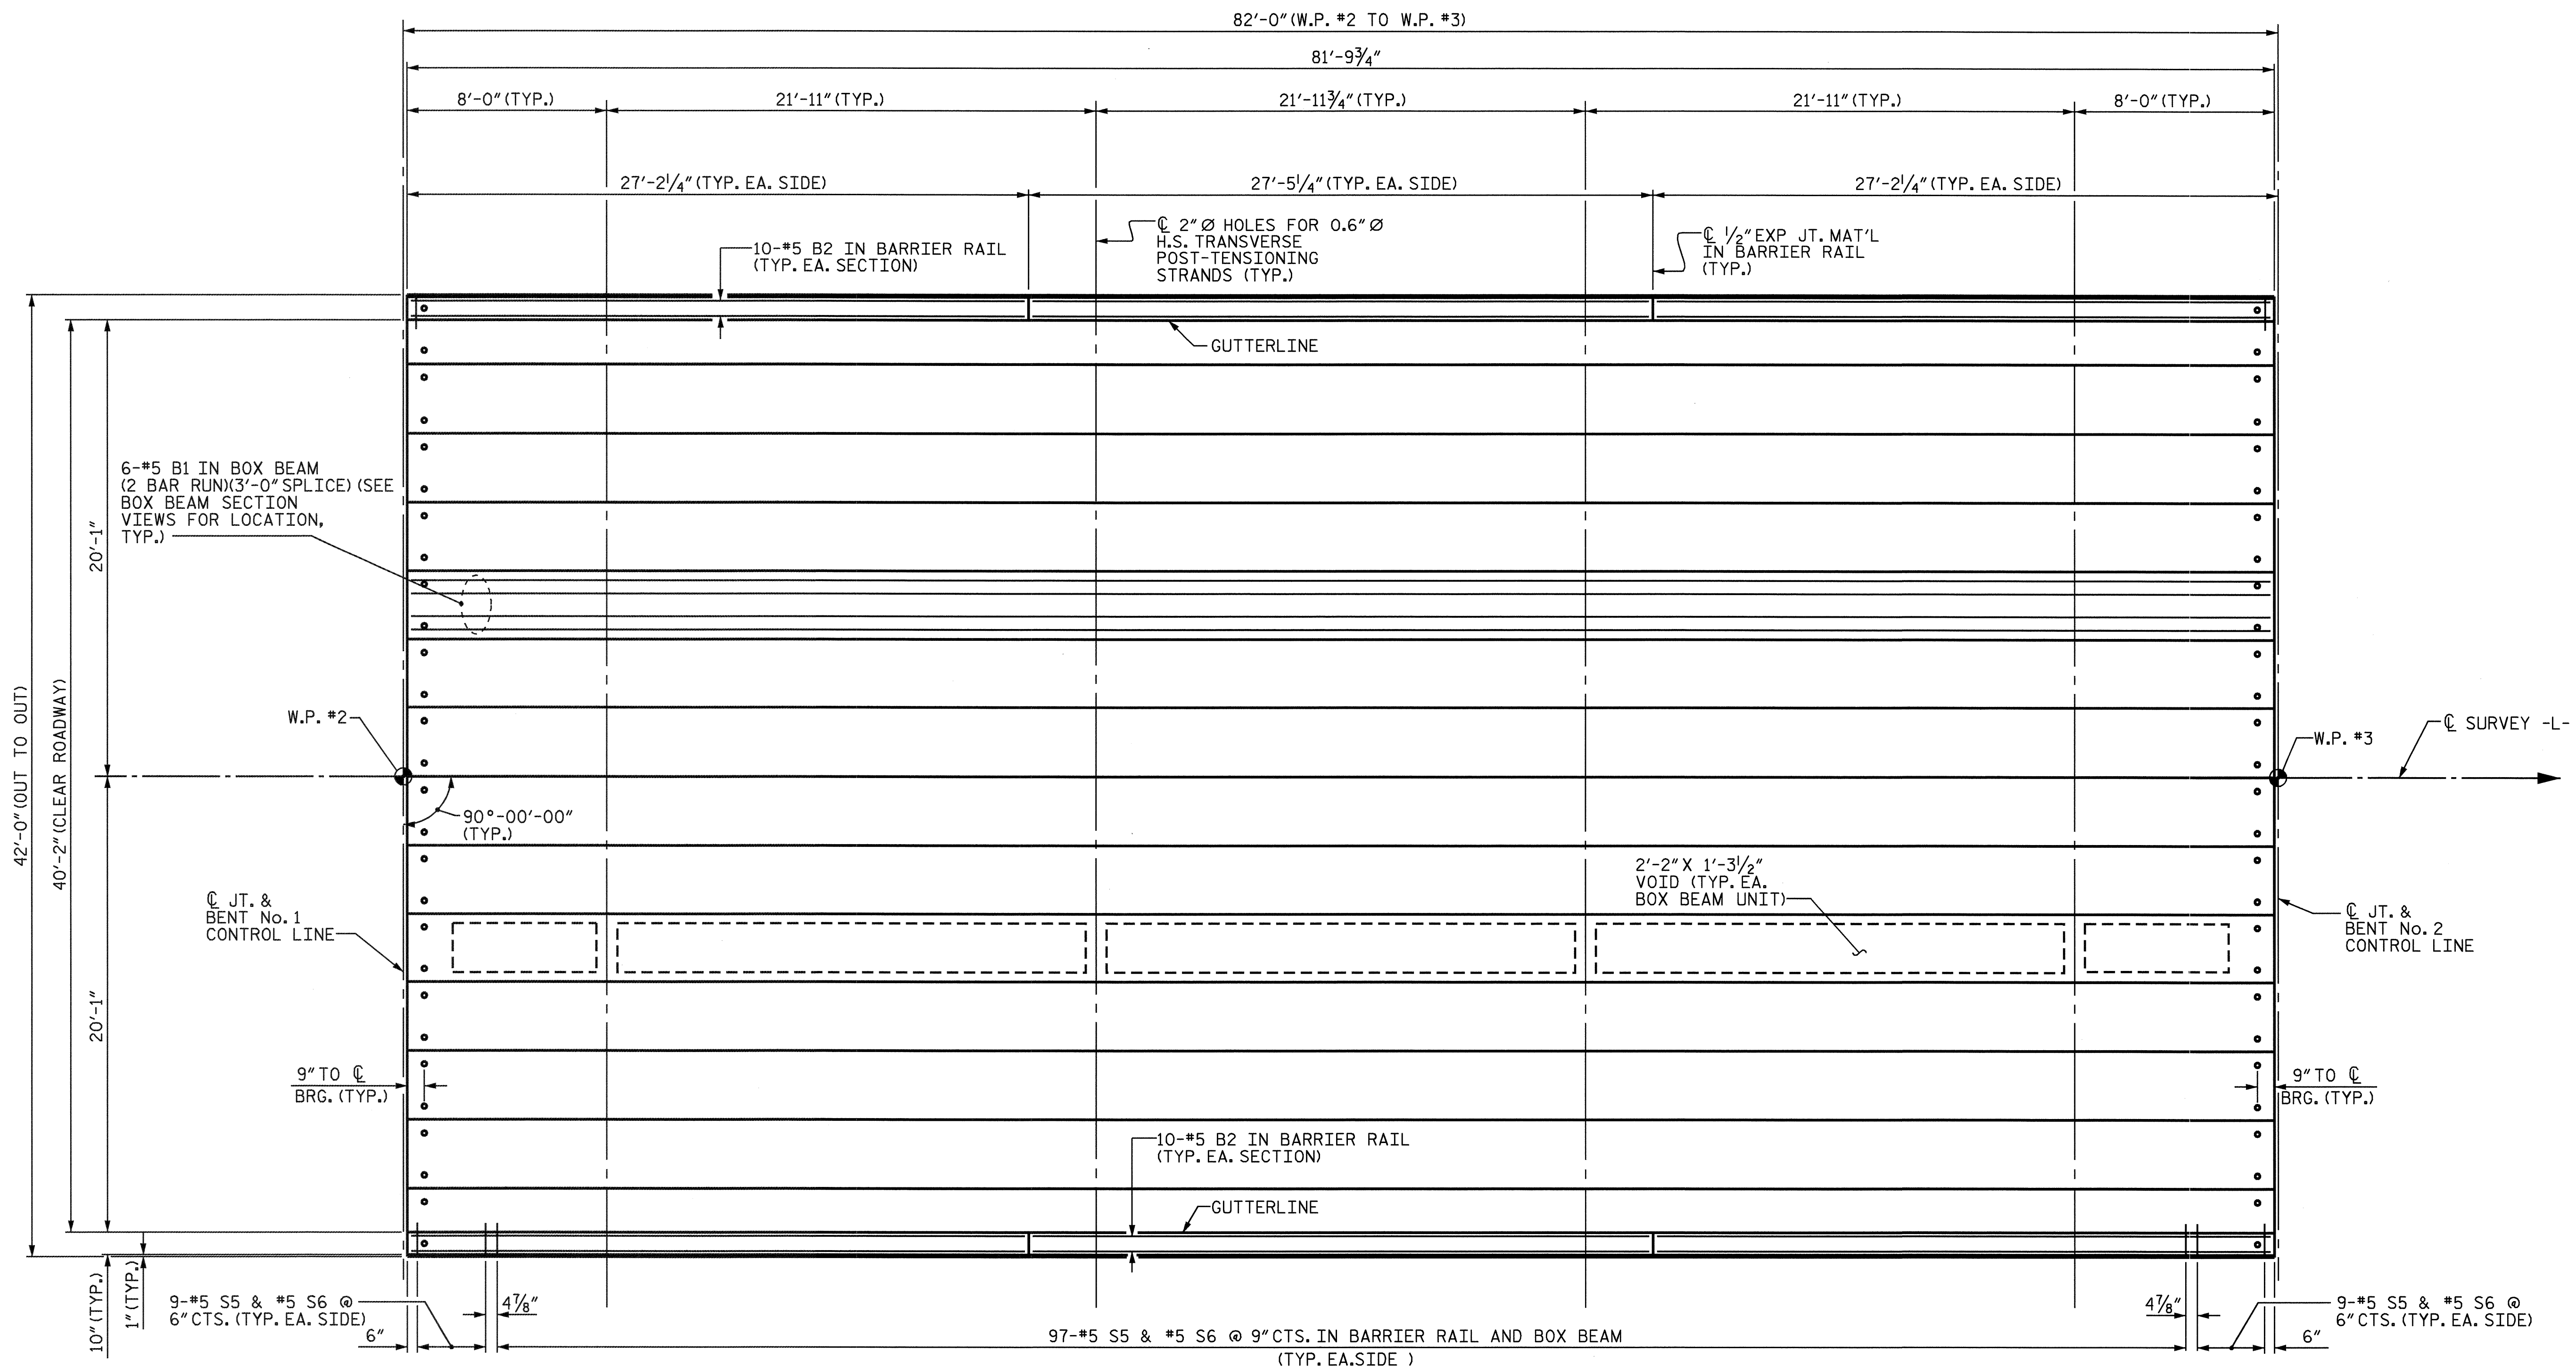 82'-0" (W.P. #2 TO W.P. #3)
81'-9¾"
8'-0" (TYP.)
21'-11" (TYP.)
21'-11¾" (TYP.)
21'-11" (TYP.)
8'-0" (TYP.)
27'-2¼" (TYP. EA. SIDE)
27'-5¼" (TYP. EA. SIDE)
27'-2¼" (TYP. EA. SIDE)
10-#5 B2 IN BARRIER RAIL
(TYP. EA. SECTION)
℄ 2" Ø HOLES FOR 0.6" Ø
H.S. TRANSVERSE
POST-TENSIONING
STRANDS (TYP.)
℄ ½" EXP JT. MAT'L
IN BARRIER RAIL
(TYP.)
GUTTERLINE
6-#5 B1 IN BOX BEAM
(2 BAR RUN)(3'-0" SPLICE) (SEE
BOX BEAM SECTION
VIEWS FOR LOCATION,
TYP.)
42'-0" (OUT TO OUT)
40'-2" (CLEAR ROADWAY)
20'-1"
20'-1"
W.P. #2
90°-00'-00"
(TYP.)
W.P. #3
℄ SURVEY -L-
℄ JT. &
BENT No. 1
CONTROL LINE
2'-2" X 1'-3½"
VOID (TYP. EA.
BOX BEAM UNIT)
℄ JT. &
BENT No. 2
CONTROL LINE
9" TO ℄
BRG. (TYP.)
9" TO ℄
BRG. (TYP.)
10-#5 B2 IN BARRIER RAIL
(TYP. EA. SECTION)
GUTTERLINE
10" (TYP.)
1" (TYP.)
9-#5 S5 & #5 S6 @
6" CTS. (TYP. EA. SIDE)
6"
4⅞"
97-#5 S5 & #5 S6 @ 9" CTS. IN BARRIER RAIL AND BOX BEAM
(TYP. EA.SIDE )
4⅞"
9-#5 S5 & #5 S6 @
6" CTS. (TYP. EA. SIDE)
6"